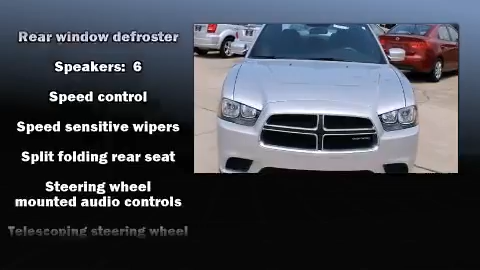 Rear window defroster
Speakers: 6
Speed control
Speed sensitive wipers
Split folding rear seat
Steering wheel
mounted audio controls
Telescoping steering wheel